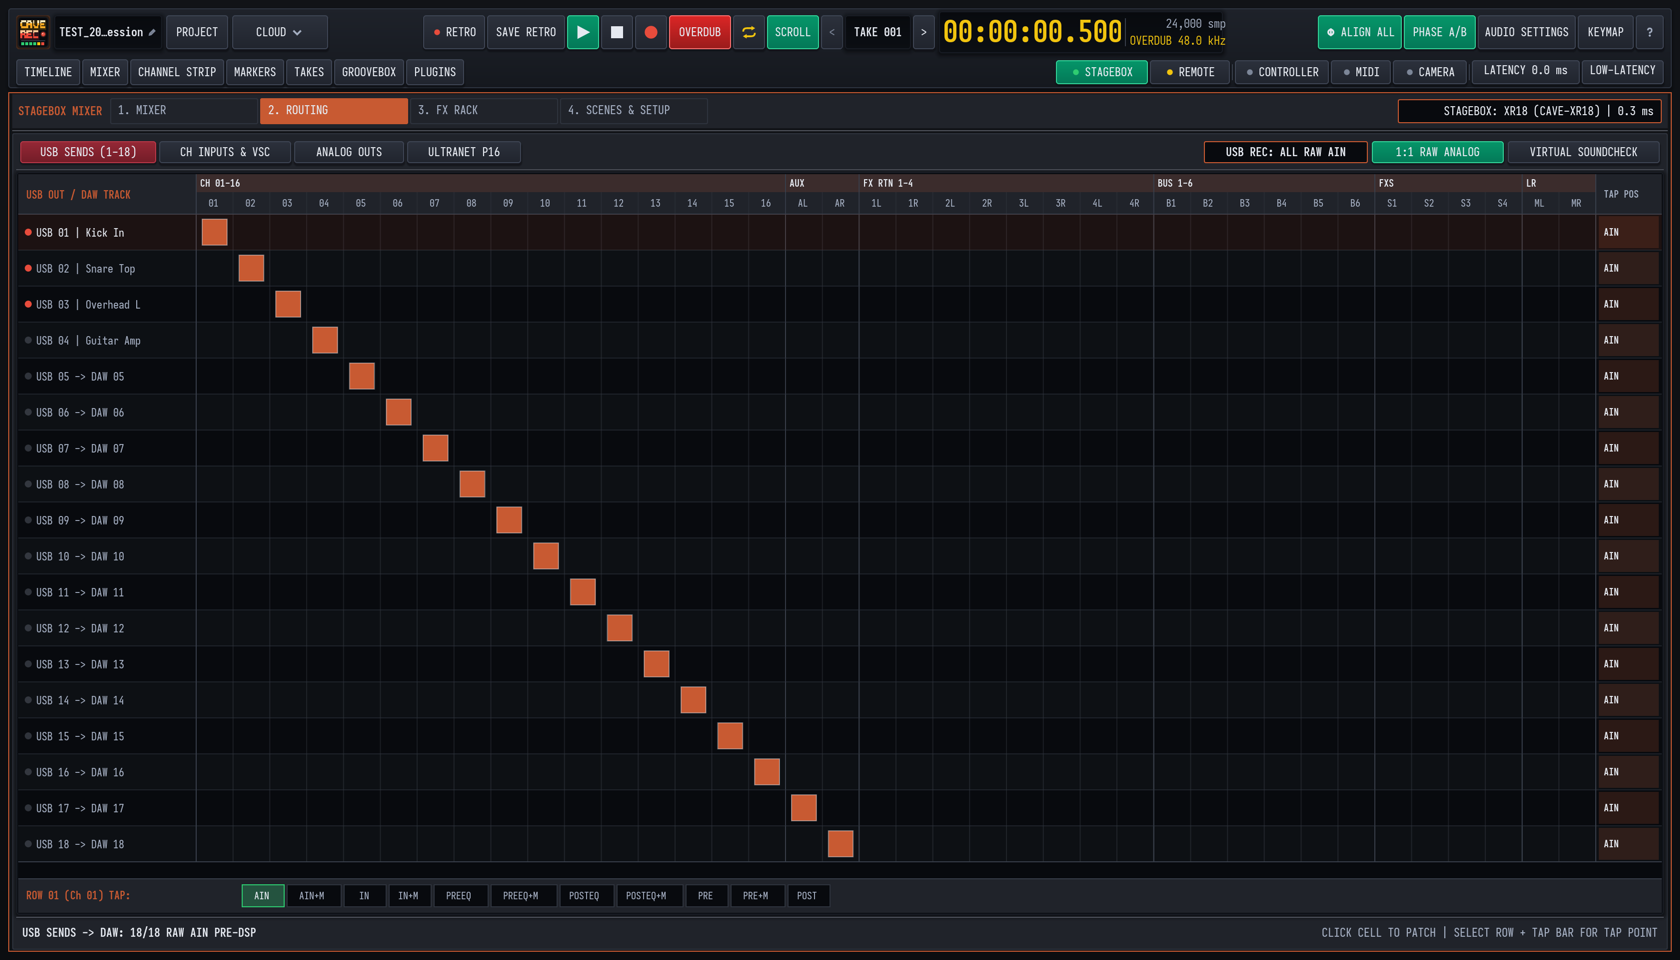 CAVE REC
TEST_20…ession PROJECT CLOUD RETRO SAVE RETRO OVERDUB SCROLL < TAKE 001 > 00:00:00.500 24,000 smp ALIGN ALL PHASE A/B AUDIO SETTINGS KEYMAP ?
OVERDUB 48.0 kHz
TIMELINE MIXER CHANNEL STRIP MARKERS TAKES GROOVEBOX PLUGINS STAGEBOX REMOTE CONTROLLER MIDI CAMERA LATENCY 0.0 ms LOW-LATENCY
STAGEBOX MIXER 1. MIXER 2. ROUTING 3. FX RACK 4. SCENES & SETUP STAGEBOX: XR18 (CAVE-XR18) | 0.3 ms
USB SENDS (1-18) CH INPUTS & VSC ANALOG OUTS ULTRANET P16 USB REC: ALL RAW AIN 1:1 RAW ANALOG VIRTUAL SOUNDCHECK
USB OUT / DAW TRACK CH 01-16 AUX FX RTN 1-4 BUS 1-6 FXS LR TAP POS
01 02 03 04 05 06 07 08 09 10 11 12 13 14 15 16 AL AR 1L 1R 2L 2R 3L 3R 4L 4R B1 B2 B3 B4 B5 B6 S1 S2 S3 S4 ML MR
USB 01 | Kick In AIN
USB 02 | Snare Top AIN
USB 03 | Overhead L AIN
USB 04 | Guitar Amp AIN
USB 05 -> DAW 05 AIN
USB 06 -> DAW 06 AIN
USB 07 -> DAW 07 AIN
USB 08 -> DAW 08 AIN
USB 09 -> DAW 09 AIN
USB 10 -> DAW 10 AIN
USB 11 -> DAW 11 AIN
USB 12 -> DAW 12 AIN
USB 13 -> DAW 13 AIN
USB 14 -> DAW 14 AIN
USB 15 -> DAW 15 AIN
USB 16 -> DAW 16 AIN
USB 17 -> DAW 17 AIN
USB 18 -> DAW 18 AIN
ROW 01 (Ch 01) TAP: AIN AIN+M IN IN+M PREEQ PREEQ+M POSTEQ POSTEQ+M PRE PRE+M POST
USB SENDS -> DAW: 18/18 RAW AIN PRE-DSP CLICK CELL TO PATCH | SELECT ROW + TAP BAR FOR TAP POINT